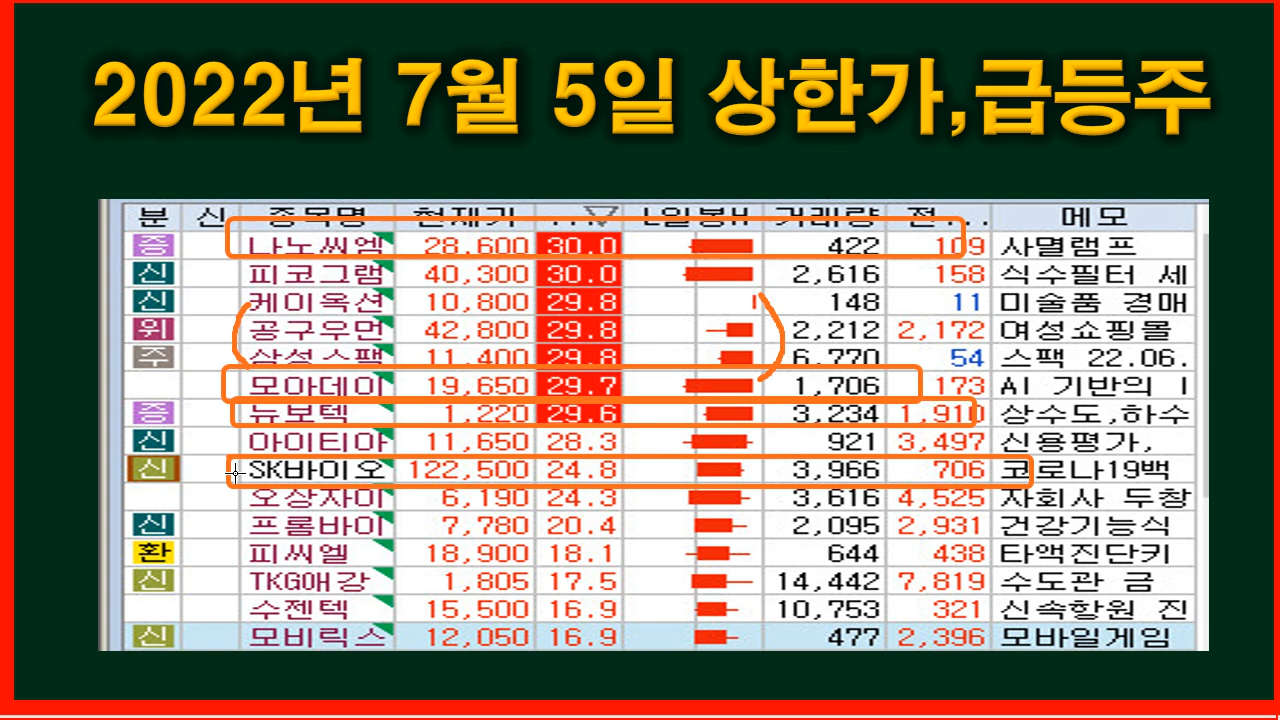 2022년 7월 5일 상한가,급등주
분 신 종목명 현재가 L일봉H 거래량 전... 메모
증 나노씨엠 28,600 30.0 422 109 사멸램프
신 피코그램 40,300 30.0 2,616 158 식수필터 세
신 케이옥션 10,800 29.8 148 11 미술품 경매
위 공구우먼 42,800 29.8 2,212 2,172 여성쇼핑몰
주 삼성스팩 11,400 29.8 6,770 54 스팩 22.06.
모아데이 19,650 29.7 1,706 173 AI 기반의 I
증 뉴보텍 1,220 29.6 3,234 1,910 상수도,하수
신 아이티아 11,650 28.3 921 3,497 신용평가,
신 SK바이오 122,500 24.8 3,966 706 코로나19백
오상자이 6,190 24.3 3,616 4,525 자회사 두창
신 프롬바이 7,780 20.4 2,095 2,931 건강기능식
환 피씨엘 18,900 18.1 644 438 타액진단키
신 TKG애강 1,805 17.5 14,442 7,819 수도관 금
수젠텍 15,500 16.9 10,753 321 신속항원 진
신 모비릭스 12,050 16.9 477 2,396 모바일게임